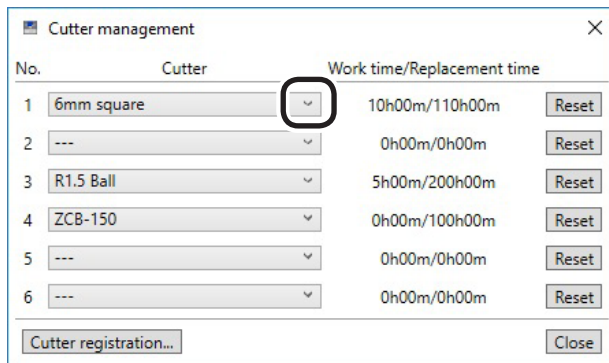 Cutter management
No. Cutter Work time/Replacement time
1 6mm square 10h00m/110h00m Reset
2 --- 0h00m/0h00m Reset
3 R1.5 Ball 5h00m/200h00m Reset
4 ZCB-150 0h00m/100h00m Reset
5 --- 0h00m/0h00m Reset
6 --- 0h00m/0h00m Reset
Cutter registration... Close